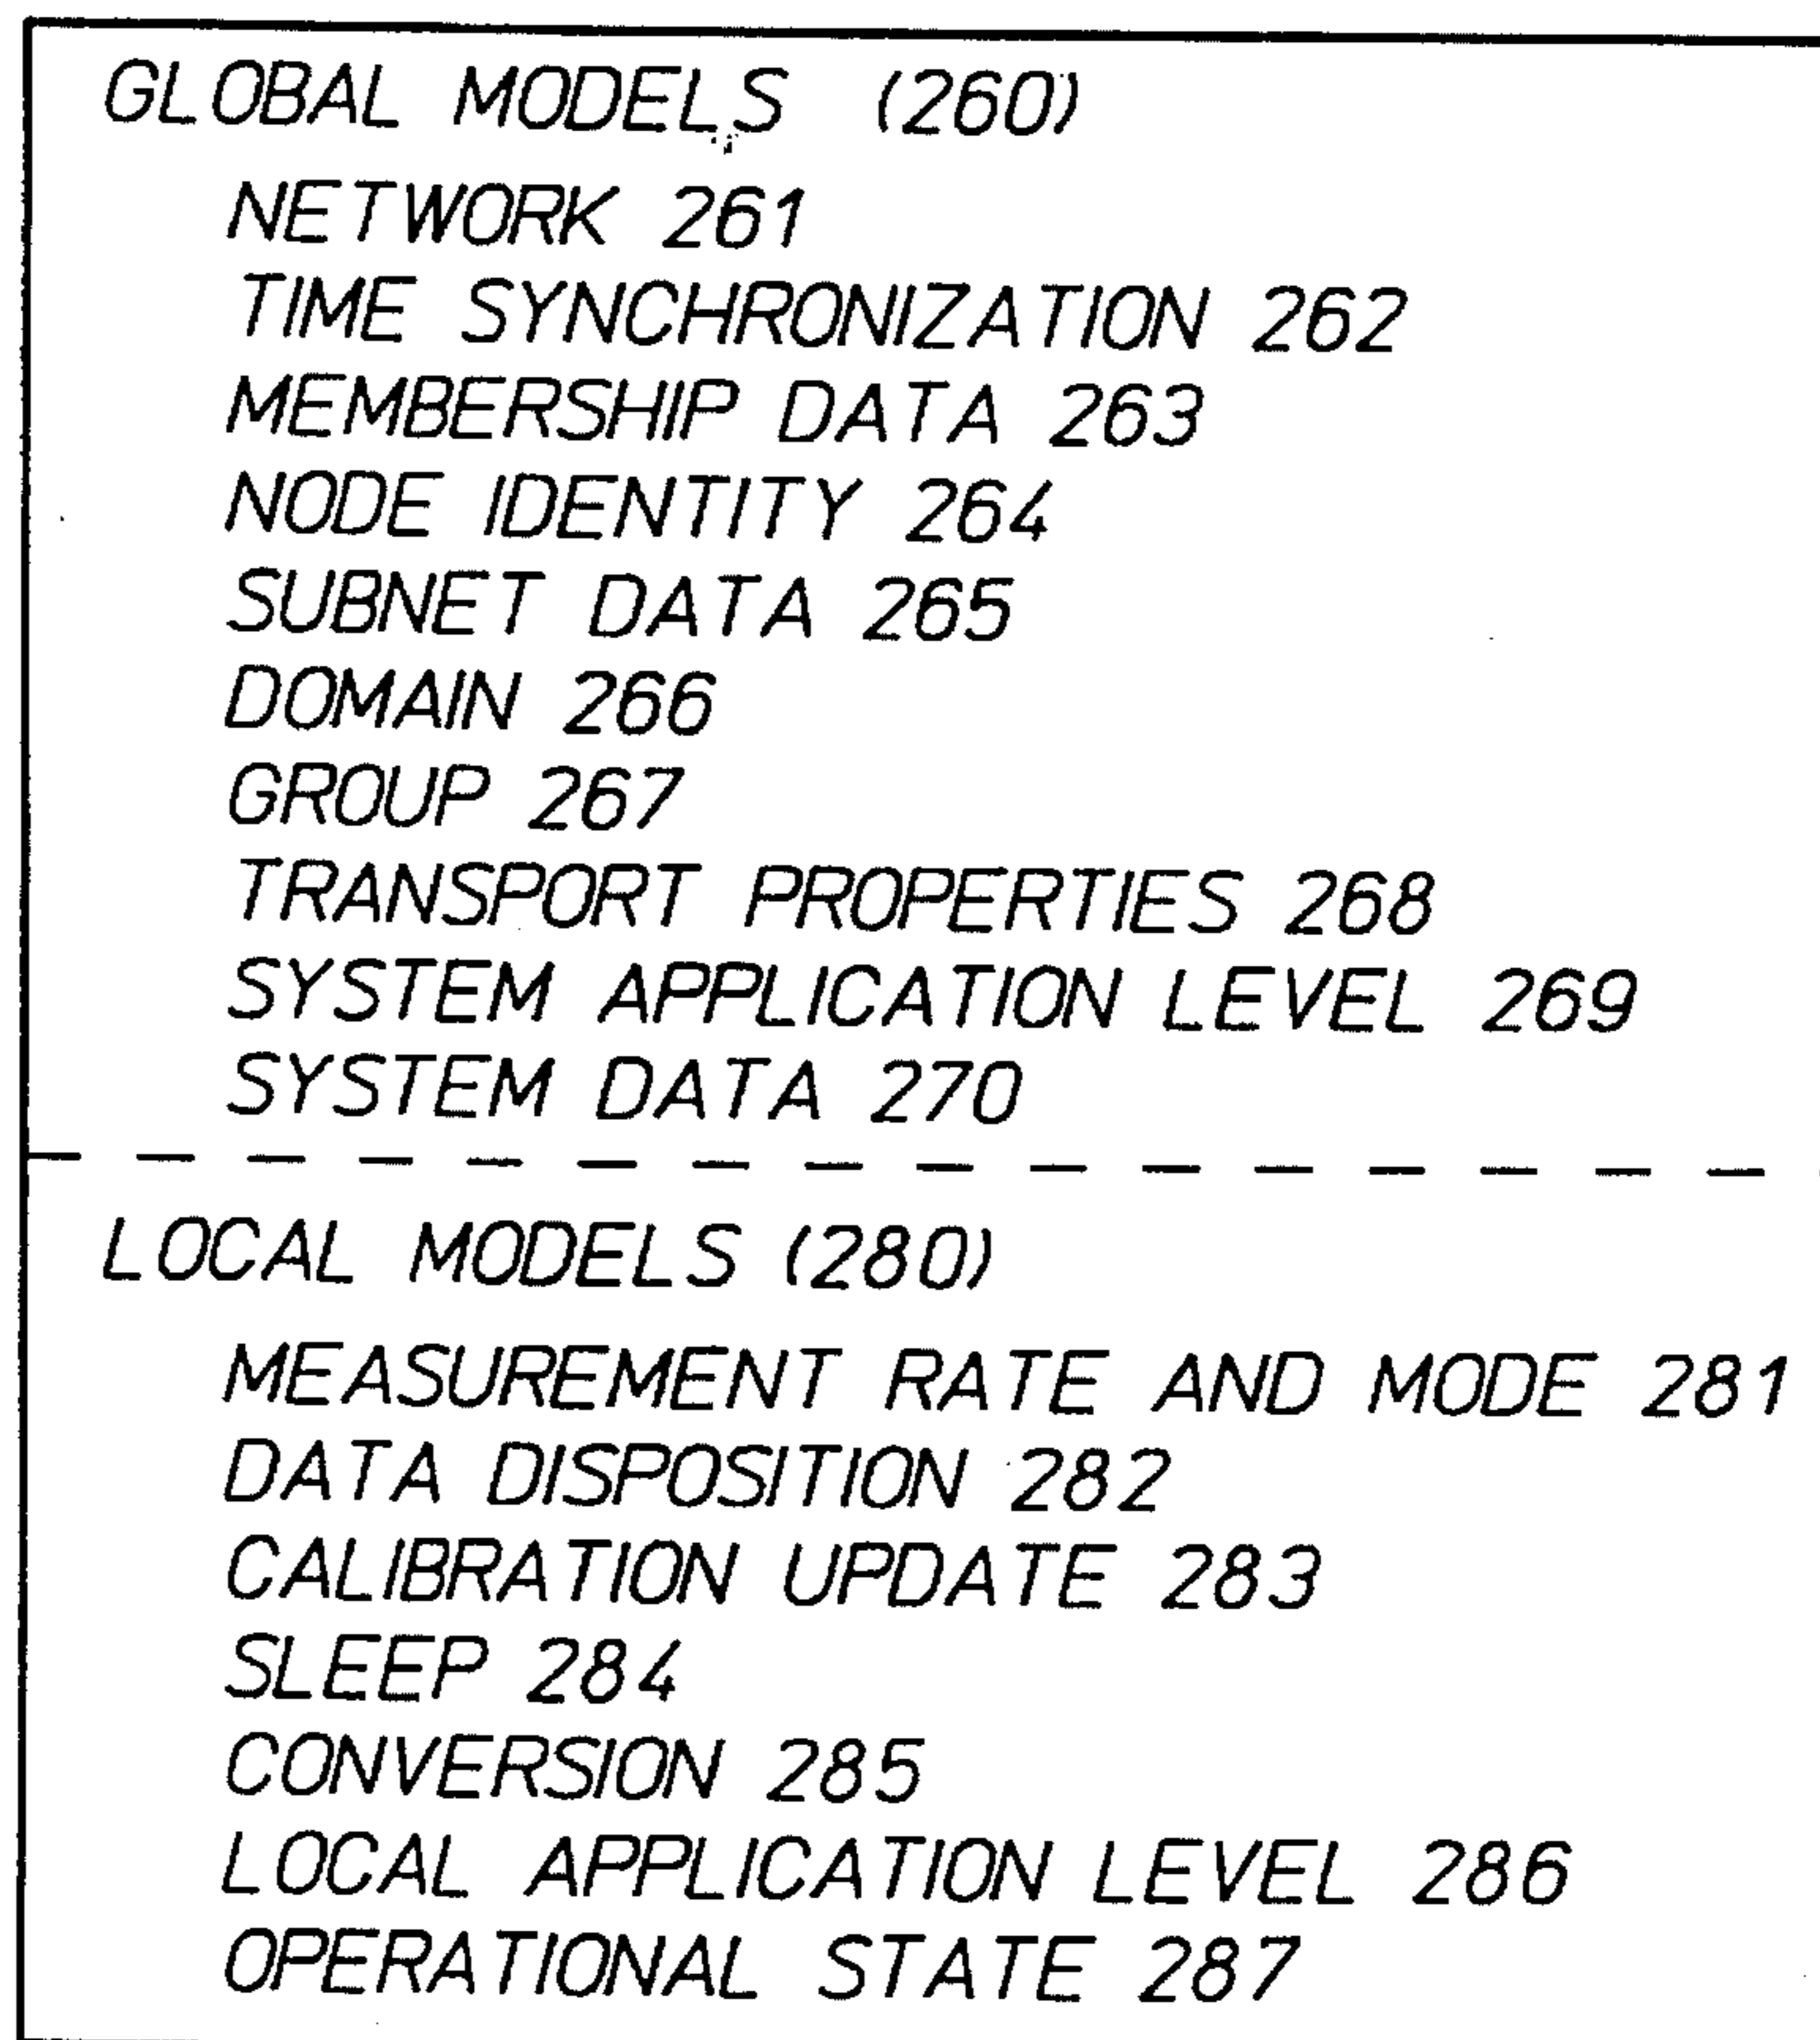 GLOBAL MODELS (260)
NETWORK 261
TIME SYNCHRONIZATION 262
MEMBERSHIP DATA 263
NODE IDENTITY 264
SUBNET DATA 265
DOMAIN 266
GROUP 267
TRANSPORT PROPERTIES 268
SYSTEM APPLICATION LEVEL 269
SYSTEM DATA 270
LOCAL MODELS (280)
MEASUREMENT RATE AND MODE 281
DATA DISPOSITION 282
CALIBRATION UPDATE 283
SLEEP 284
CONVERSION 285
LOCAL APPLICATION LEVEL 286
OPERATIONAL STATE 287